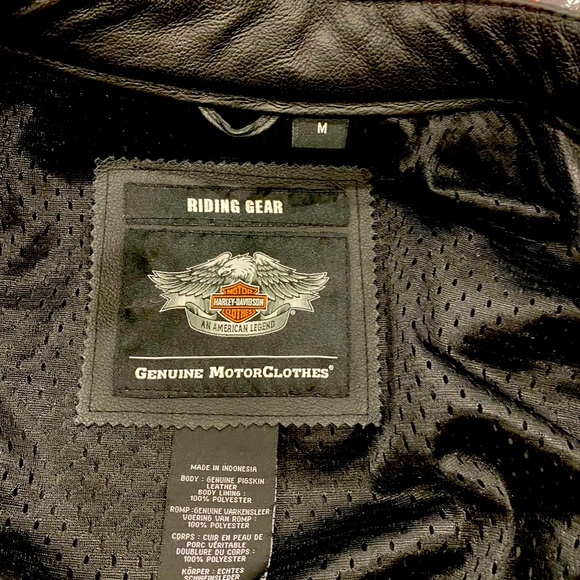 M
RIDING GEAR
MOTOR
HARLEY-DAVIDSON
CLOTHES
AN AMERICAN LEGEND
GENUINE MOTORCLOTHES®
MADE IN INDONESIA
BODY : GENUINE PIGSKIN
LEATHER
BODY LINING :
100% POLYESTER
ROMP :GENUINE VARKENSLEER
VOERING VAN ROMP :
100% POLYESTER
CORPS : CUIR EN PEAU DE
PORC VÉRITABLE
DOUBLURE DU CORPS :
100% POLYESTER
KÖRPER : ECHTES
SCHWEINSLEDER